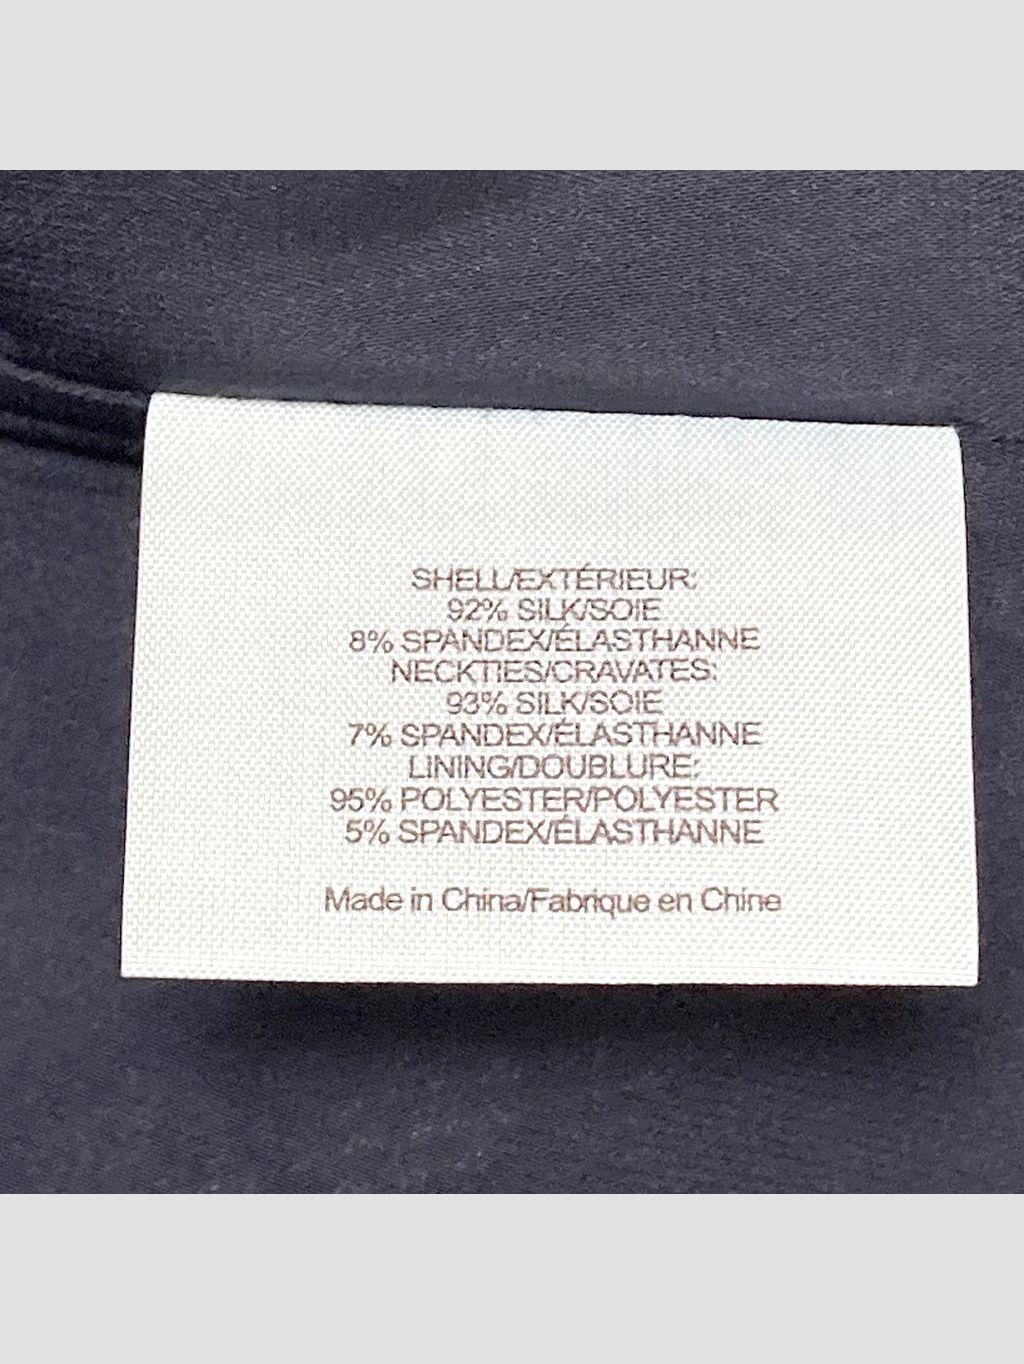 SHELL/EXTÉRIEUR:
92% SILK/SOIE
8% SPANDEX/ÉLASTHANNE
NECKTIES/CRAVATES:
93% SILK/SOIE
7% SPANDEX/ÉLASTHANNE
LINING/DOUBLURE:
95% POLYESTER/POLYESTER
5% SPANDEX/ÉLASTHANNE
Made in China/Fabrique en Chine